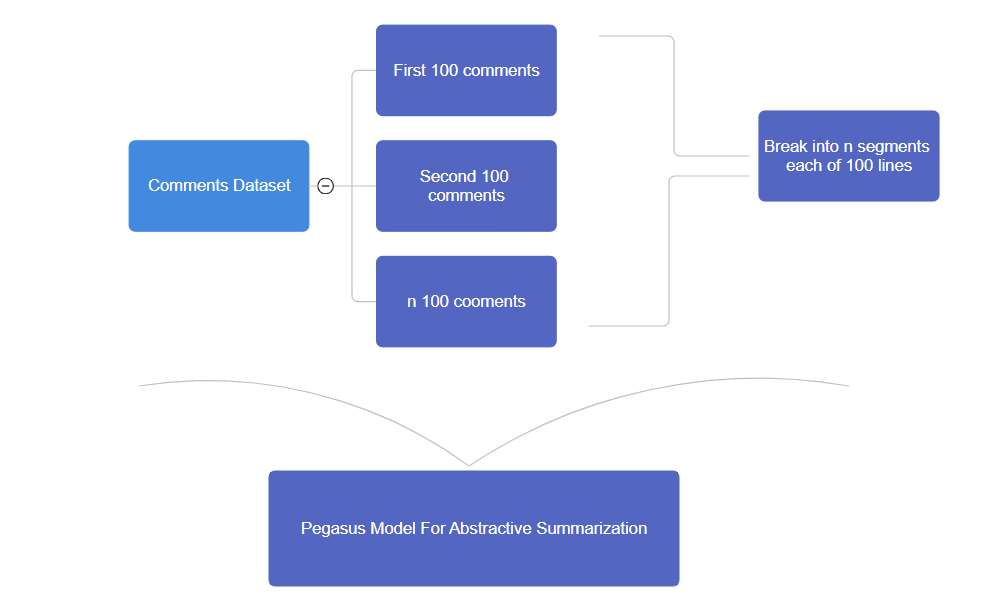 First 100 comments
Comments Dataset
Second 100
comments
n 100 cooments
Break into n segments
each of 100 lines
Pegasus Model For Abstractive Summarization